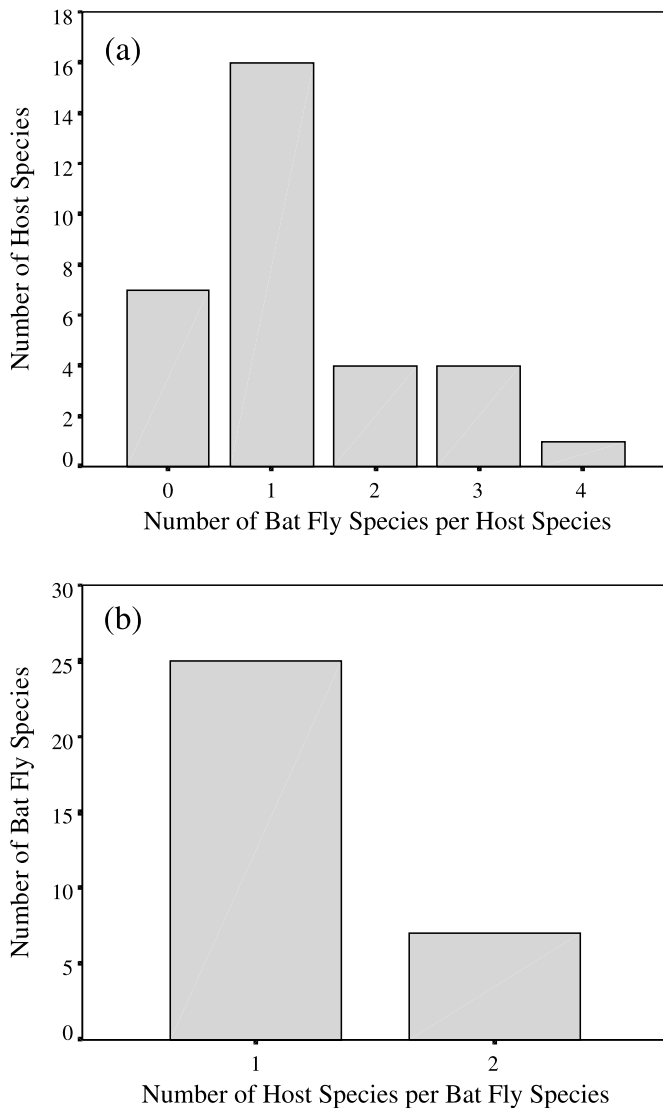 18
(a)
16
14
12
10
8
6
4
2
0
Number of Host Species
0 1 2 3 4
Number of Bat Fly Species per Host Species
30
(b)
25
20
15
10
5
0
Number of Bat Fly Species
1 2
Number of Host Species per Bat Fly Species